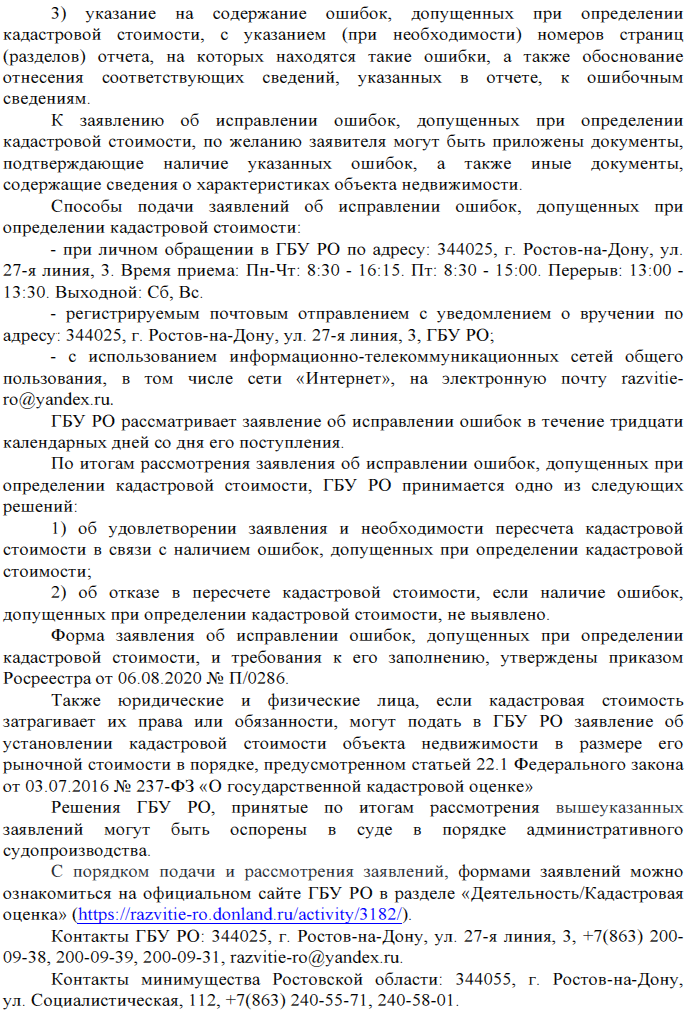 3) указание на содержание ошибок, допущенных при определении
кадастровой стоимости, с указанием (при необходимости) номеров страниц
(разделов) отчета, на которых находятся такие ошибки, а также обоснование
отнесения соответствующих сведений, указанных в отчете, к ошибочным
сведениям.
К заявлению об исправлении ошибок, допущенных при определении
кадастровой стоимости, по желанию заявителя могут быть приложены документы,
подтверждающие наличие указанных ошибок, а также иные документы,
содержащие сведения о характеристиках объекта недвижимости.
Способы подачи заявлений об исправлении ошибок, допущенных при
определении кадастровой стоимости:
- при личном обращении в ГБУ РО по адресу: 344025, г. Ростов-на-Дону, ул.
27-я линия, 3. Время приема: Пн-Чт: 8:30 - 16:15. Пт: 8:30 - 15:00. Перерыв: 13:00 -
13:30. Выходной: Сб, Вс.
- регистрируемым почтовым отправлением с уведомлением о вручении по
адресу: 344025, г. Ростов-на-Дону, ул. 27-я линия, 3, ГБУ РО;
- с использованием информационно-телекоммуникационных сетей общего
пользования, в том числе сети «Интернет», на электронную почту razvitie-
ro@yandex.ru.
ГБУ РО рассматривает заявление об исправлении ошибок в течение тридцати
календарных дней со дня его поступления.
По итогам рассмотрения заявления об исправлении ошибок, допущенных при
определении кадастровой стоимости, ГБУ РО принимается одно из следующих
решений:
1) об удовлетворении заявления и необходимости пересчета кадастровой
стоимости в связи с наличием ошибок, допущенных при определении кадастровой
стоимости;
2) об отказе в пересчете кадастровой стоимости, если наличие ошибок,
допущенных при определении кадастровой стоимости, не выявлено.
Форма заявления об исправлении ошибок, допущенных при определении
кадастровой стоимости, и требования к его заполнению, утверждены приказом
Росреестра от 06.08.2020 № П/0286.
Также юридические и физические лица, если кадастровая стоимость
затрагивает их права или обязанности, могут подать в ГБУ РО заявление об
установлении кадастровой стоимости объекта недвижимости в размере его
рыночной стоимости в порядке, предусмотренном статьей 22.1 Федерального закона
от 03.07.2016 № 237-ФЗ «О государственной кадастровой оценке»
Решения ГБУ РО, принятые по итогам рассмотрения вышеуказанных
заявлений могут быть оспорены в суде в порядке административного
судопроизводства.
С порядком подачи и рассмотрения заявлений, формами заявлений можно
ознакомиться на официальном сайте ГБУ РО в разделе «Деятельность/Кадастровая
оценка» (https://razvitie-ro.donland.ru/activity/3182/).
Контакты ГБУ РО: 344025, г. Ростов-на-Дону, ул. 27-я линия, 3, +7(863) 200-
09-38, 200-09-39, 200-09-31, razvitie-ro@yandex.ru.
Контакты минимущества Ростовской области: 344055, г. Ростов-на-Дону,
ул. Социалистическая, 112, +7(863) 240-55-71, 240-58-01.